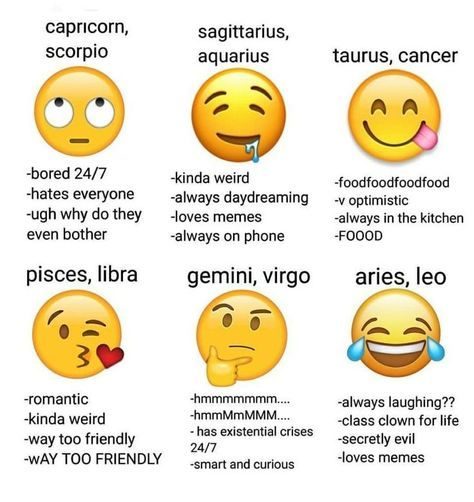 capricorn,
scorpio
-bored 24/7
-hates everyone
-ugh why do they
even bother
sagittarius,
aquarius
-kinda weird
-always daydreaming
-loves memes
-always on phone
taurus, cancer
-foodfoodfoodfood
-v optimistic
-always in the kitchen
-FOOOD
pisces, libra
-romantic
-kinda weird
-way too friendly
-wAY TOO FRIENDLY
gemini, virgo
-hmmmmmmm....
-hmmMmMMM....
- has existential crises
24/7
-smart and curious
aries, leo
-always laughing??
-class clown for life
-secretly evil
-loves memes